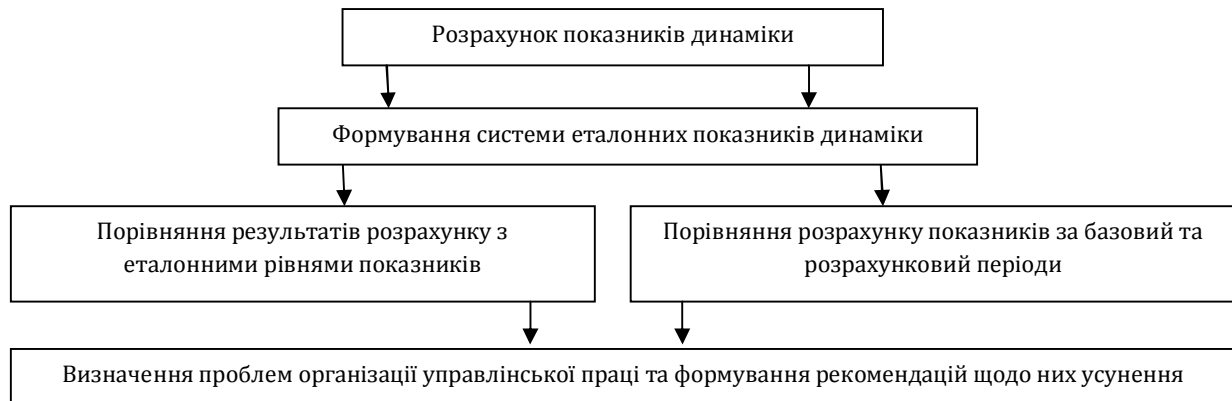 Розрахунок показників динаміки
Формування системи еталонних показників динаміки
Порівняння результатів розрахунку з
еталонними рівнями показників
Порівняння розрахунку показників за базовий та
розрахунковий періоди
Визначення проблем організації управлінської праці та формування рекомендацій щодо них усунення